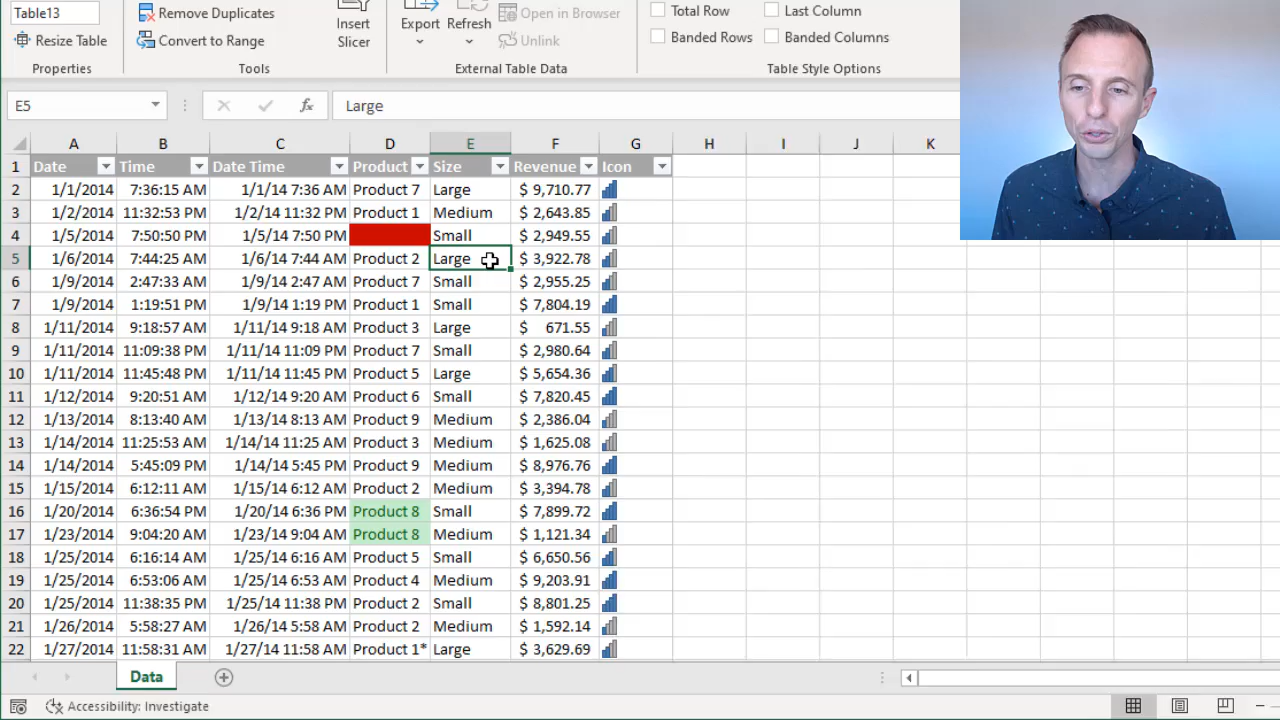 Table13
Resize Table
Properties
Remove Duplicates
Convert to Range
Tools
Insert
Slicer
Export
Refresh
Open in Browser
Unlink
External Table Data
Total Row
Last Column
Banded Rows
Banded Columns
Table Style Options
E5 fx Large
A B C D E F G H I J K
1 Date Time Date Time Product Size Revenue Icon
2 1/1/2014 7:36:15 AM 1/1/14 7:36 AM Product 7 Large $ 9,710.77
3 1/2/2014 11:32:53 PM 1/2/14 11:32 PM Product 1 Medium $ 2,643.85
4 1/5/2014 7:50:50 PM 1/5/14 7:50 PM Small $ 2,949.55
5 1/6/2014 7:44:25 AM 1/6/14 7:44 AM Product 2 Large $ 3,922.78
6 1/9/2014 2:47:33 AM 1/9/14 2:47 AM Product 7 Small $ 2,955.25
7 1/9/2014 1:19:51 PM 1/9/14 1:19 PM Product 1 Small $ 7,804.19
8 1/11/2014 9:18:57 AM 1/11/14 9:18 AM Product 3 Large $ 671.55
9 1/11/2014 11:09:38 PM 1/11/14 11:09 PM Product 7 Small $ 2,980.64
10 1/11/2014 11:45:48 PM 1/11/14 11:45 PM Product 5 Large $ 5,654.36
11 1/12/2014 9:20:51 AM 1/12/14 9:20 AM Product 6 Small $ 7,820.45
12 1/13/2014 8:13:40 AM 1/13/14 8:13 AM Product 9 Medium $ 2,386.04
13 1/14/2014 11:25:53 AM 1/14/14 11:25 AM Product 3 Medium $ 1,625.08
14 1/14/2014 5:45:09 PM 1/14/14 5:45 PM Product 9 Medium $ 8,976.76
15 1/15/2014 6:12:11 AM 1/15/14 6:12 AM Product 2 Medium $ 3,394.78
16 1/20/2014 6:36:54 PM 1/20/14 6:36 PM Product 8 Small $ 7,899.72
17 1/23/2014 9:04:20 AM 1/23/14 9:04 AM Product 8 Medium $ 1,121.34
18 1/25/2014 6:16:14 AM 1/25/14 6:16 AM Product 5 Small $ 6,650.56
19 1/25/2014 6:53:06 AM 1/25/14 6:53 AM Product 4 Medium $ 9,203.91
20 1/25/2014 11:38:35 PM 1/25/14 11:38 PM Product 2 Small $ 8,801.25
21 1/26/2014 5:58:27 AM 1/26/14 5:58 AM Product 2 Medium $ 1,592.14
22 1/27/2014 11:58:31 AM 1/27/14 11:58 AM Product 1* Large $ 3,629.69
Data
Accessibility: Investigate